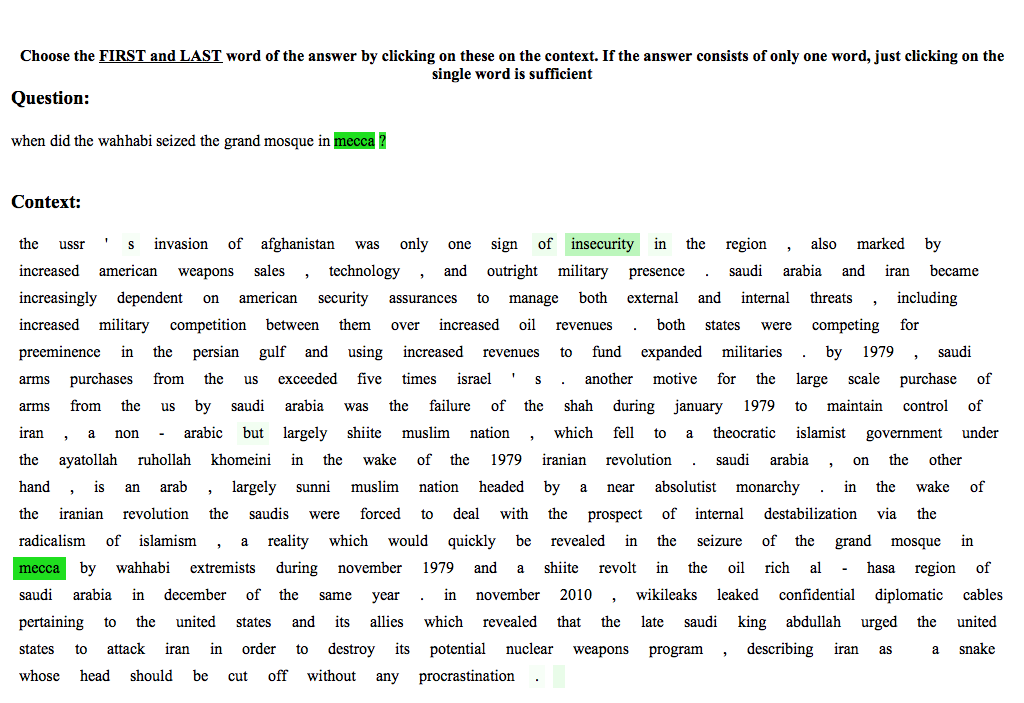 Choose the FIRST and LAST word of the answer by clicking on these on the context. If the answer consists of only one word, just clicking on the
single word is sufficient
Question:
when did the wahhabi seized the grand mosque in mecca ?
Context:
the ussr ' s invasion of afghanistan was only one sign of insecurity in the region , also marked by
increased american weapons sales , technology , and outright military presence . saudi arabia and iran became
increasingly dependent on american security assurances to manage both external and internal threats , including
increased military competition between them over increased oil revenues . both states were competing for
preeminence in the persian gulf and using increased revenues to fund expanded militaries . by 1979 , saudi
arms purchases from the us exceeded five times israel ' s . another motive for the large scale purchase of
arms from the us by saudi arabia was the failure of the shah during january 1979 to maintain control of
iran , a non - arabic but largely shiite muslim nation , which fell to a theocratic islamist government under
the ayatollah ruhollah khomeini in the wake of the 1979 iranian revolution . saudi arabia , on the other
hand , is an arab , largely sunni muslim nation headed by a near absolutist monarchy . in the wake of
the iranian revolution the saudis were forced to deal with the prospect of internal destabilization via the
radicalism of islamism , a reality which would quickly be revealed in the seizure of the grand mosque in
mecca by wahhabi extremists during november 1979 and a shiite revolt in the oil rich al - hasa region of
saudi arabia in december of the same year . in november 2010 , wikileaks leaked confidential diplomatic cables
pertaining to the united states and its allies which revealed that the late saudi king abdullah urged the united
states to attack iran in order to destroy its potential nuclear weapons program , describing iran as a snake
whose head should be cut off without any procrastination .